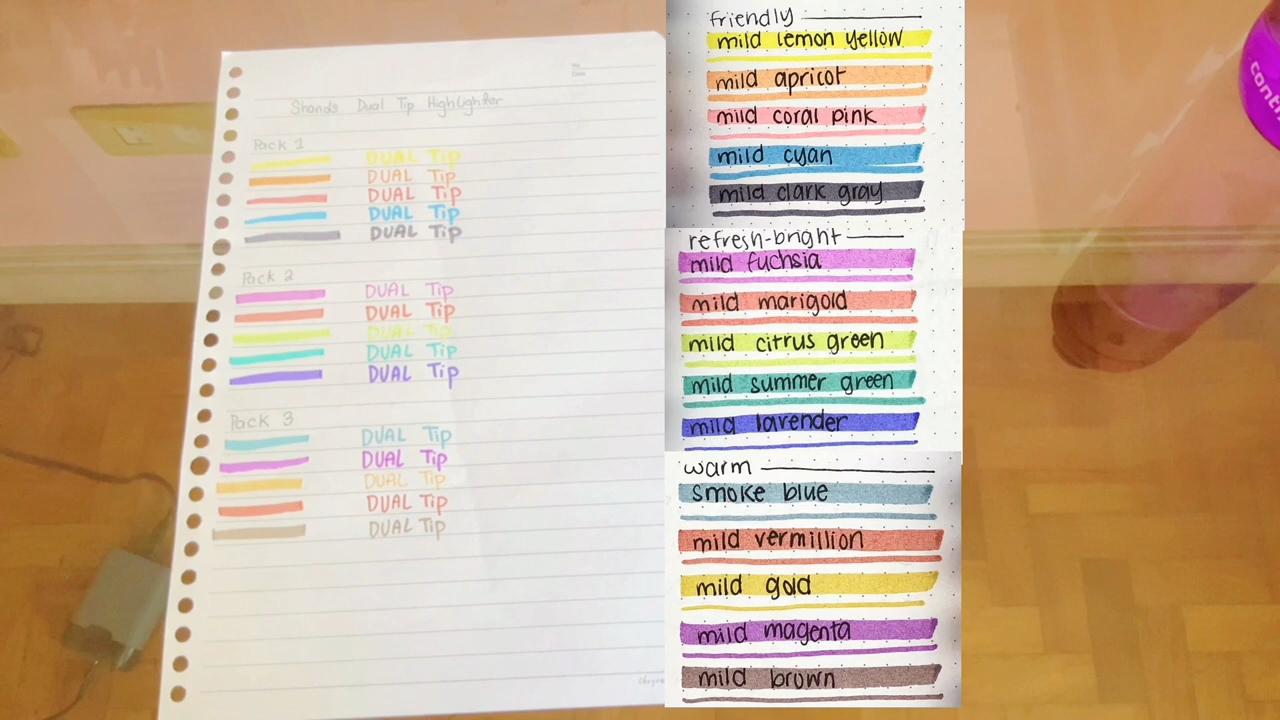 Shands Dual Tip Highlighter
Pack 1
DUAL Tip
DUAL Tip
DUAL Tip
DUAL Tip
DUAL Tip
Pack 2
DUAL Tip
DUAL Tip
DUAL Tip
DUAL Tip
DUAL Tip
Pack 3
DUAL Tip
DUAL Tip
DUAL Tip
DUAL Tip
DUAL Tip
friendly
mild lemon yellow
mild apricot
mild coral pink
mild cyan
mild dark gray
refresh-bright
mild fuchsia
mild marigold
mild citrus green
mild summer green
mild lavender
warm
smoke blue
mild vermillion
mild gold
mild magenta
mild brown